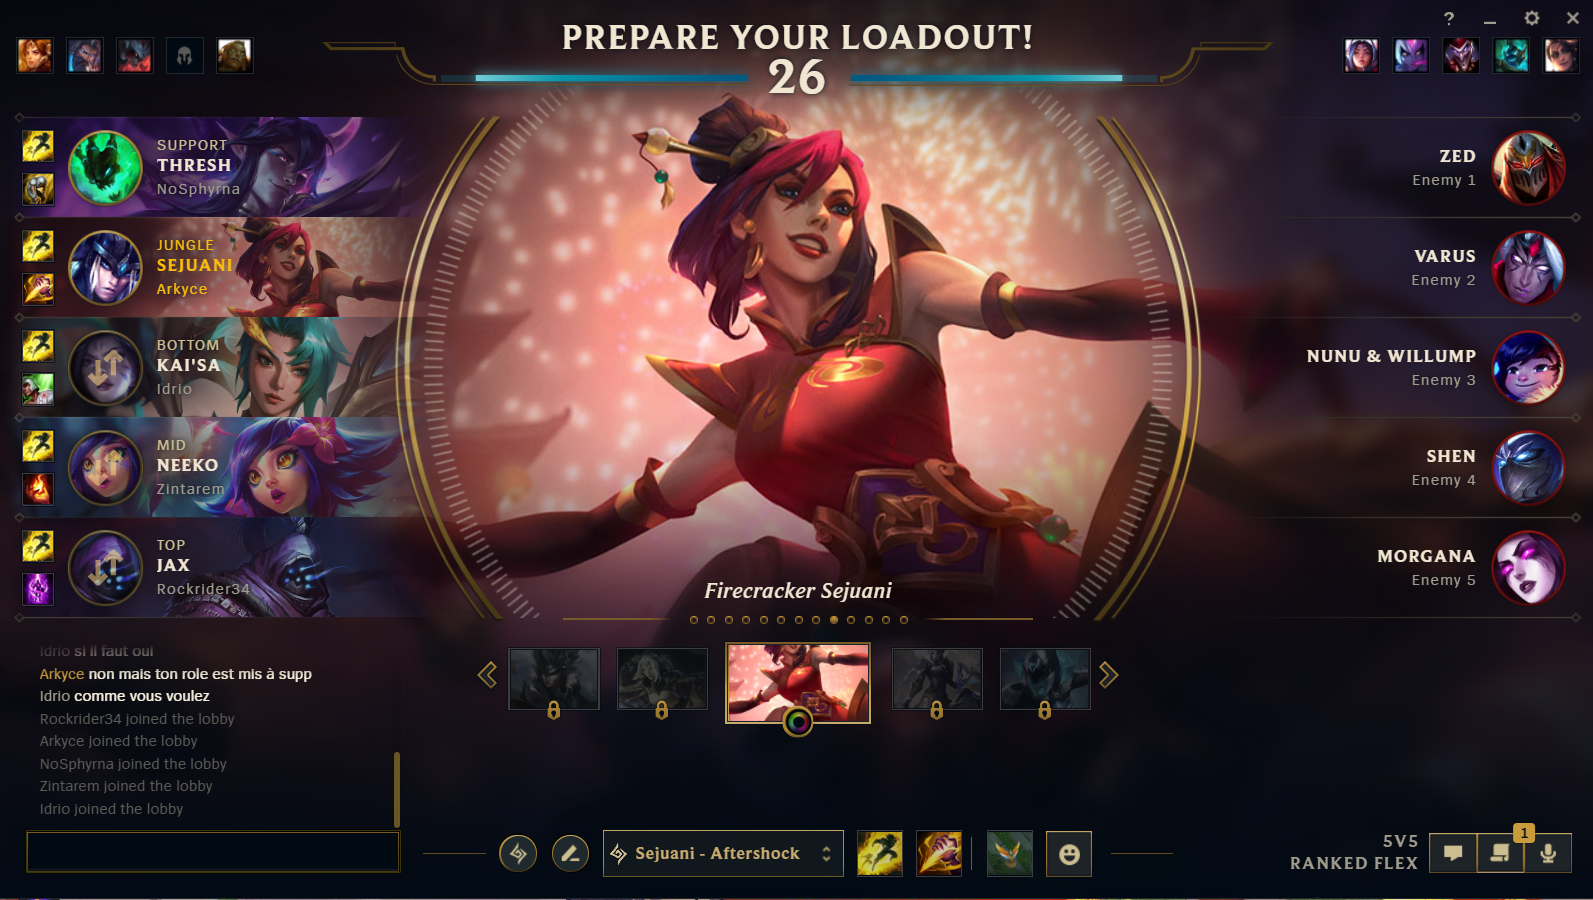 ?
PREPARE YOUR LOADOUT!
26
SUPPORT
THRESH
NoSphyrna
JUNGLE
SEJUANI
Arkyce
BOTTOM
KAI'SA
Idrio
MID
NEEKO
Zintarem
TOP
JAX
Rockrider34
ZED
Enemy 1
VARUS
Enemy 2
NUNU & WILLUMP
Enemy 3
SHEN
Enemy 4
MORGANA
Enemy 5
Firecracker Sejuani
Idrio si il faut oui
Arkyce non mais ton role est mis à supp
Idrio comme vous voulez
Rockrider34 joined the lobby
Arkyce joined the lobby
NoSphyrna joined the lobby
Zintarem joined the lobby
Idrio joined the lobby
Sejuani - Aftershock
5V5
RANKED FLEX
1